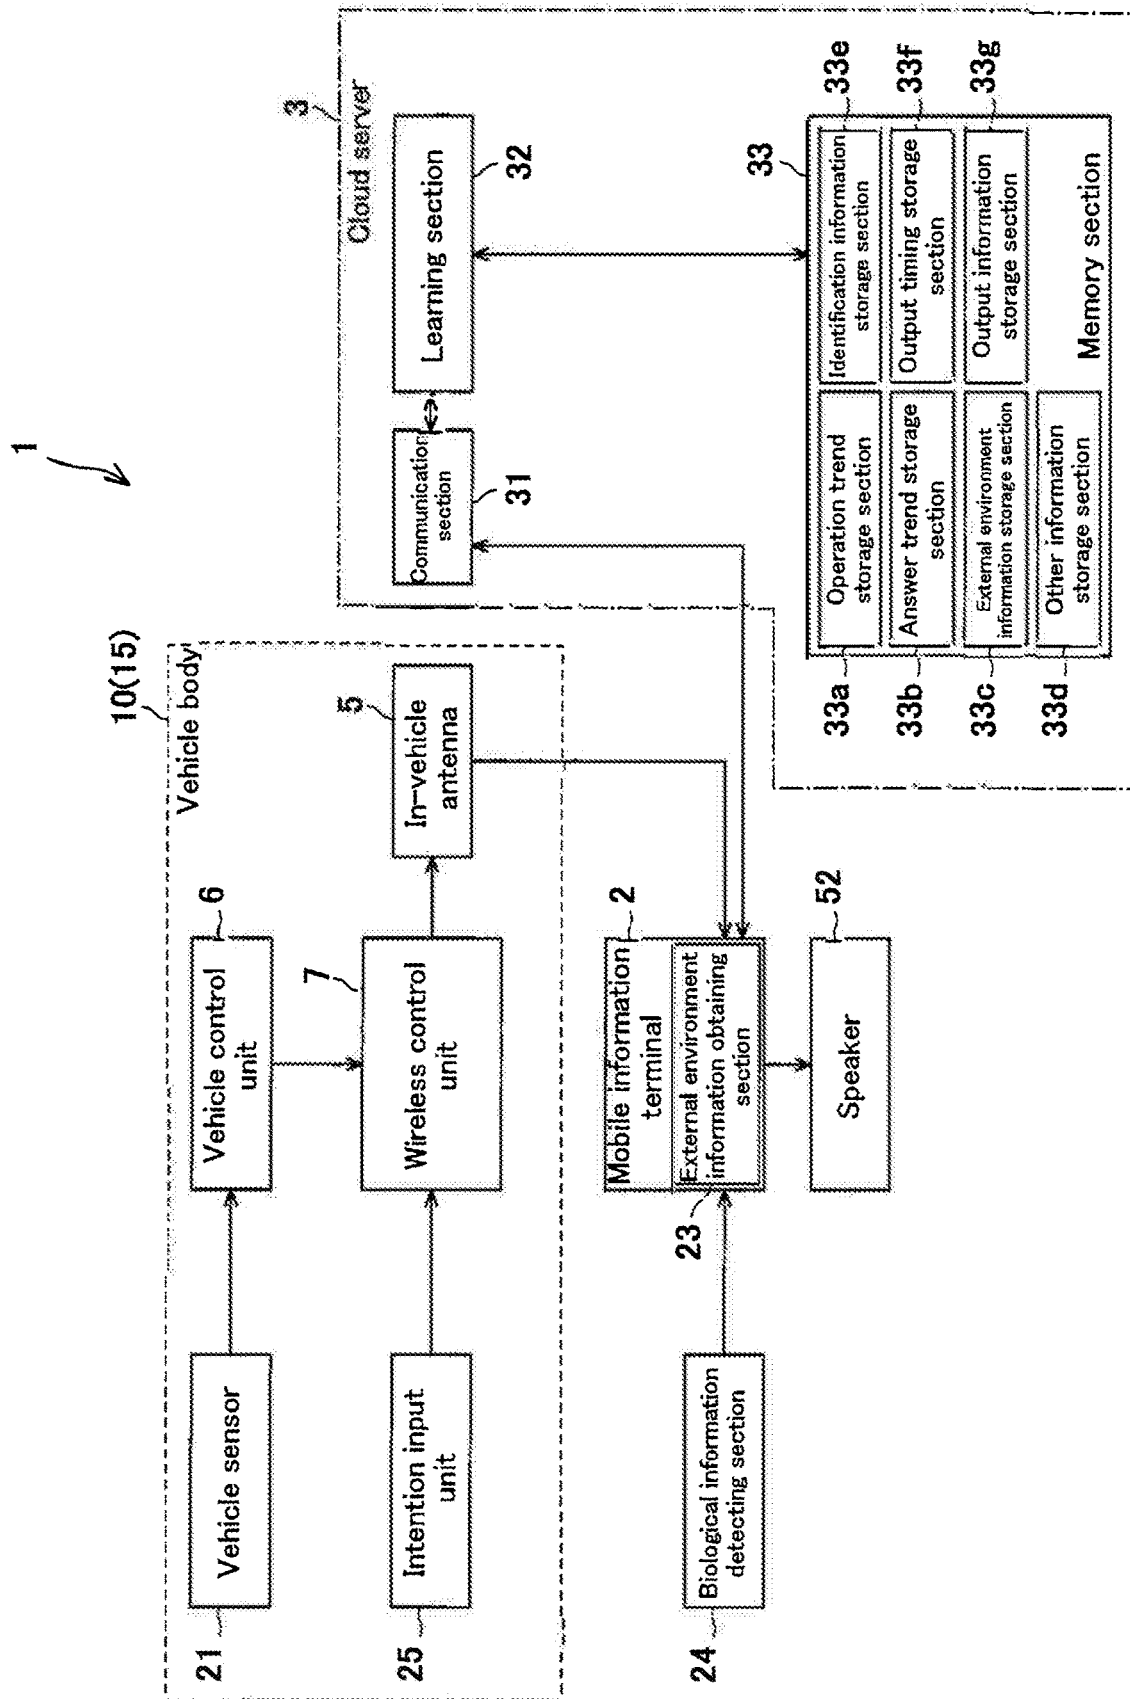 1
10(15)
Vehicle body
21
Vehicle sensor
6
Vehicle control
unit
25
Intention input
unit
7
Wireless control
unit
5
In-vehicle
antenna
24
Biological information
detecting section
2
Mobile information
terminal
23
External environment
information obtaining
section
52
Speaker
3
Cloud server
31
Communication
section
32
Learning section
33
33a
Operation trend
storage section
33b
Answer trend storage
section
33c
External environment
information storage section
33d
Other information
storage section
33e
Identification information
storage section
33f
Output timing storage
section
33g
Output information
storage section
Memory section